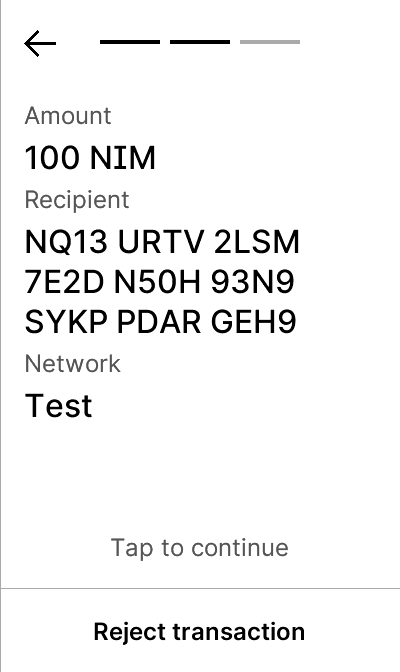 Amount
100 NIM
Recipient
NQ13 URTV 2LSM
7E2D N50H 93N9
SYKP PDAR GEH9
Network
Test
Tap to continue
Reject transaction